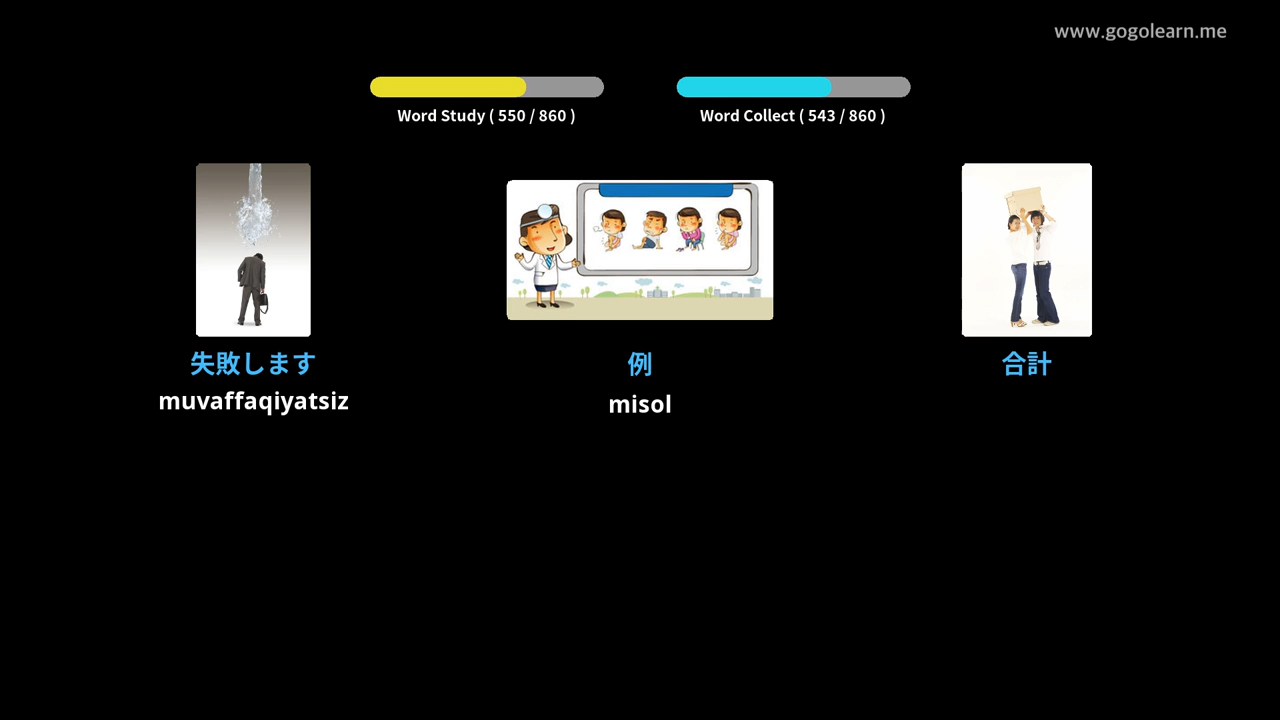 www.gogolearn.me
Word Study ( 550 / 860 )
Word Collect ( 543 / 860 )
失敗します
muvaffaqiyatsiz
例
misol
合計